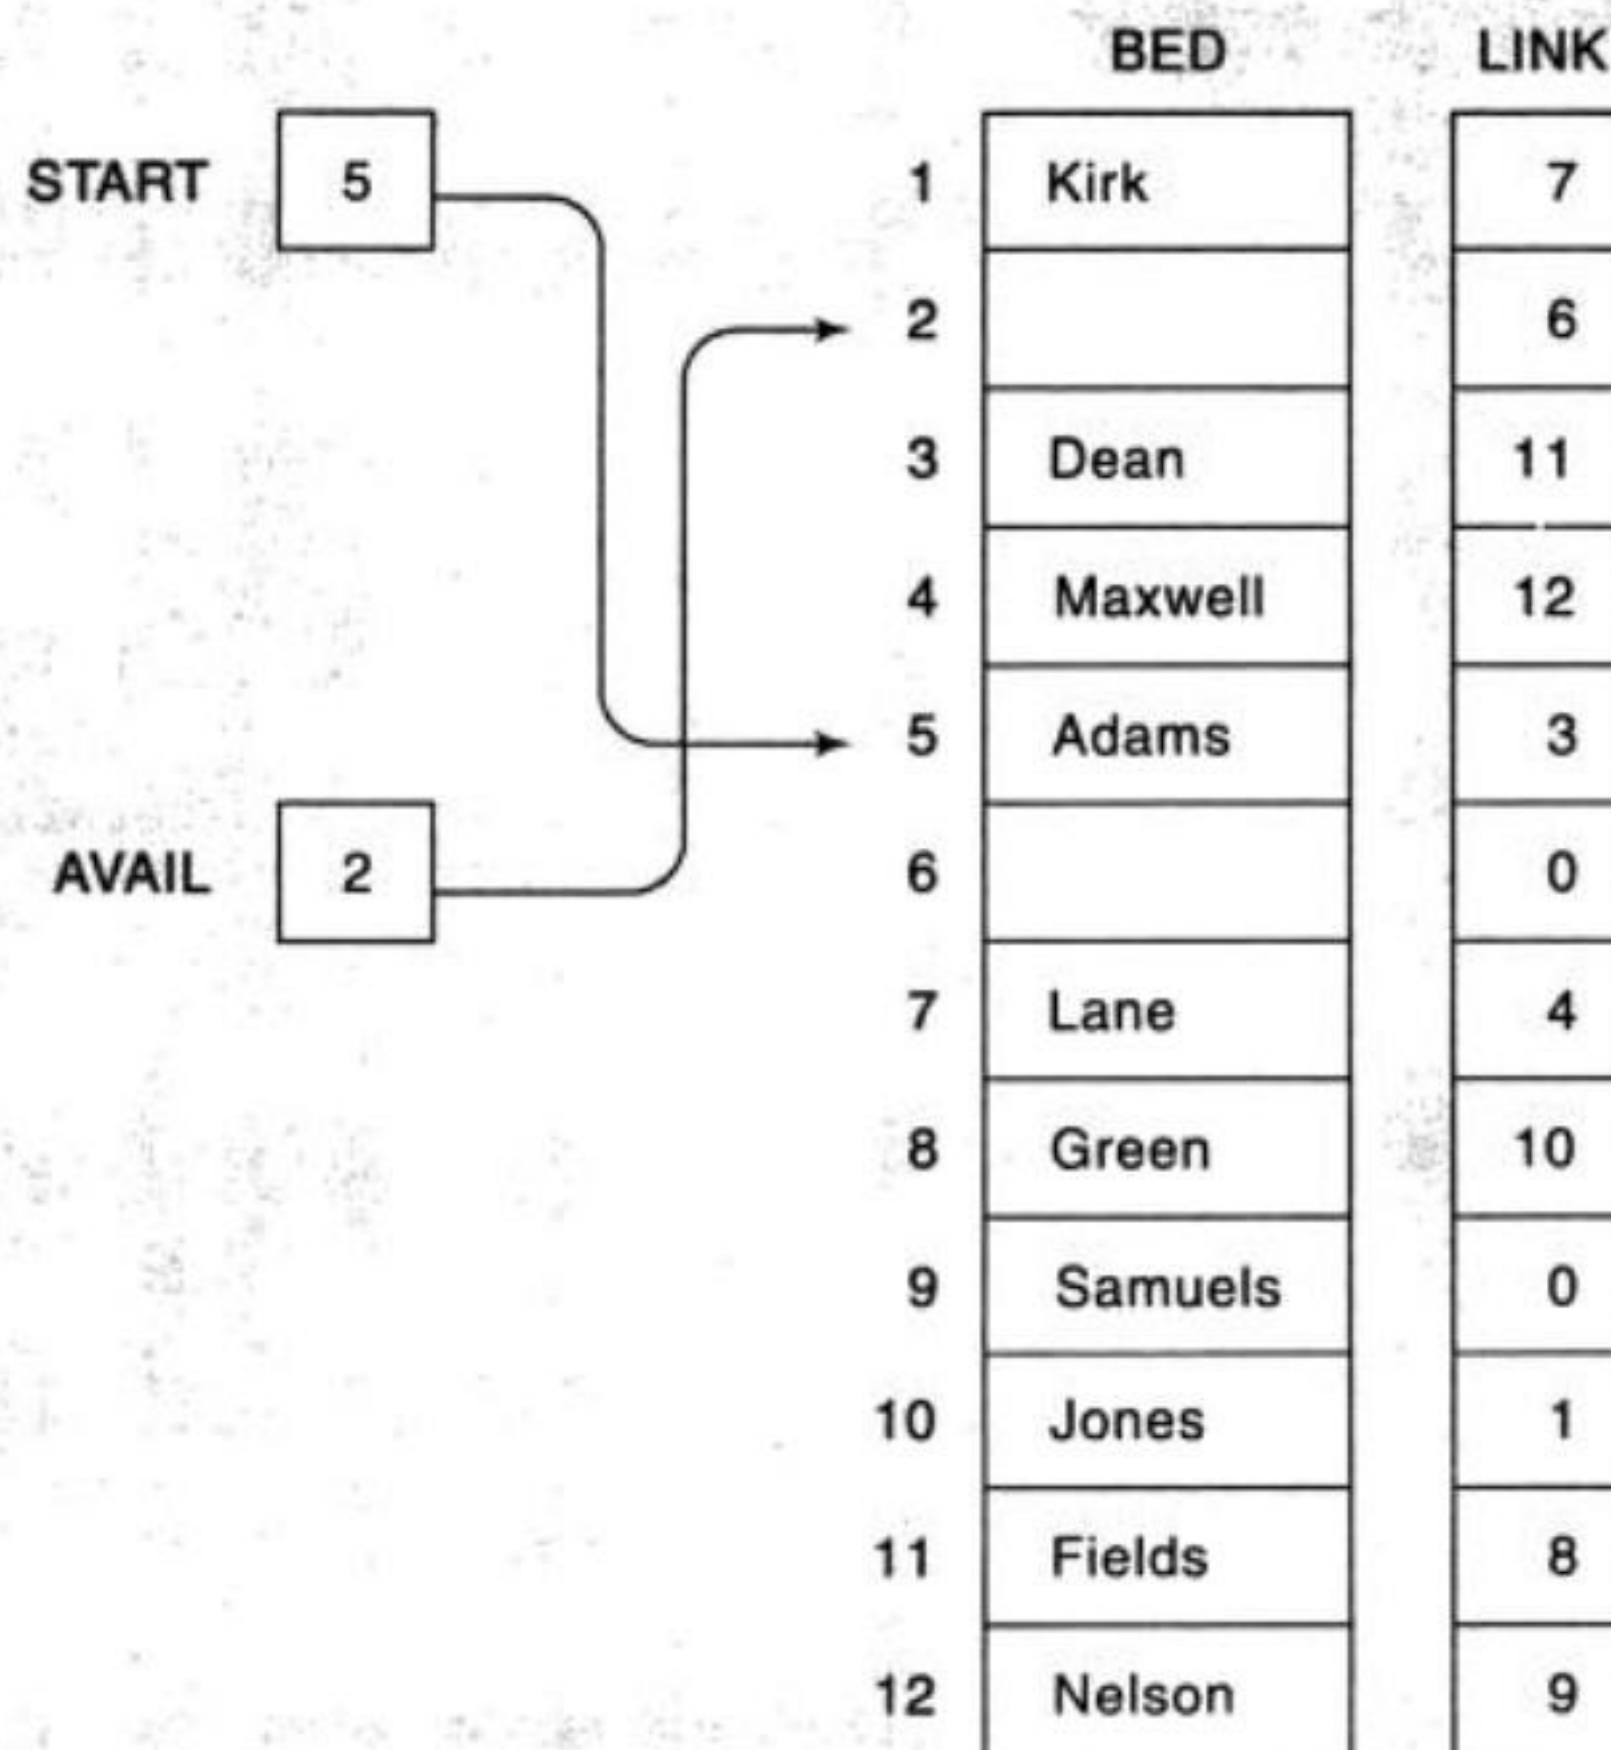 BED LINK
START 5 1 Kirk 7
2 6
3 Dean 11
4 Maxwell 12
5 Adams 3
AVAIL 2 6 0
7 Lane 4
8 Green 10
9 Samuels 0
10 Jones 1
11 Fields 8
12 Nelson 9